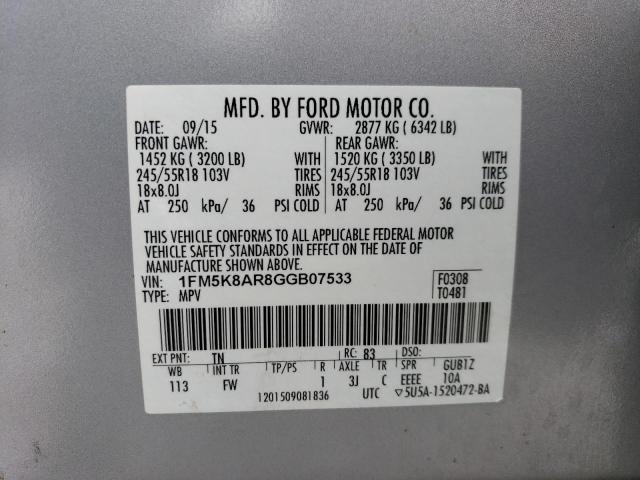 MFD. BY FORD MOTOR CO.
DATE: 09/15 GVWR: 2877 KG ( 6342 LB)
FRONT GAWR: REAR GAWR:
1452 KG ( 3200 LB) WITH 1520 KG ( 3350 LB) WITH
245/55R18 103V TIRES 245/55R18 103V TIRES
18x8.0J RIMS 18x8.0J RIMS
AT 250 kPa/ 36 PSI COLD AT 250 kPa/ 36 PSI COLD
THIS VEHICLE CONFORMS TO ALL APPLICABLE FEDERAL MOTOR
VEHICLE SAFETY STANDARDS IN EFFECT ON THE DATE OF
MANUFACTURE SHOWN ABOVE.
VIN: 1FM5K8AR8GGB07533 F0308
TYPE: MPV T0481
EXT PNT: TN RC: 83 DSO:
WB INT TR TP/PS R AXLE TR SPR GUB1Z
113 FW 1 3J C EEEE 10A
1201509081836 UTC ▽5U5A-1520472-BA